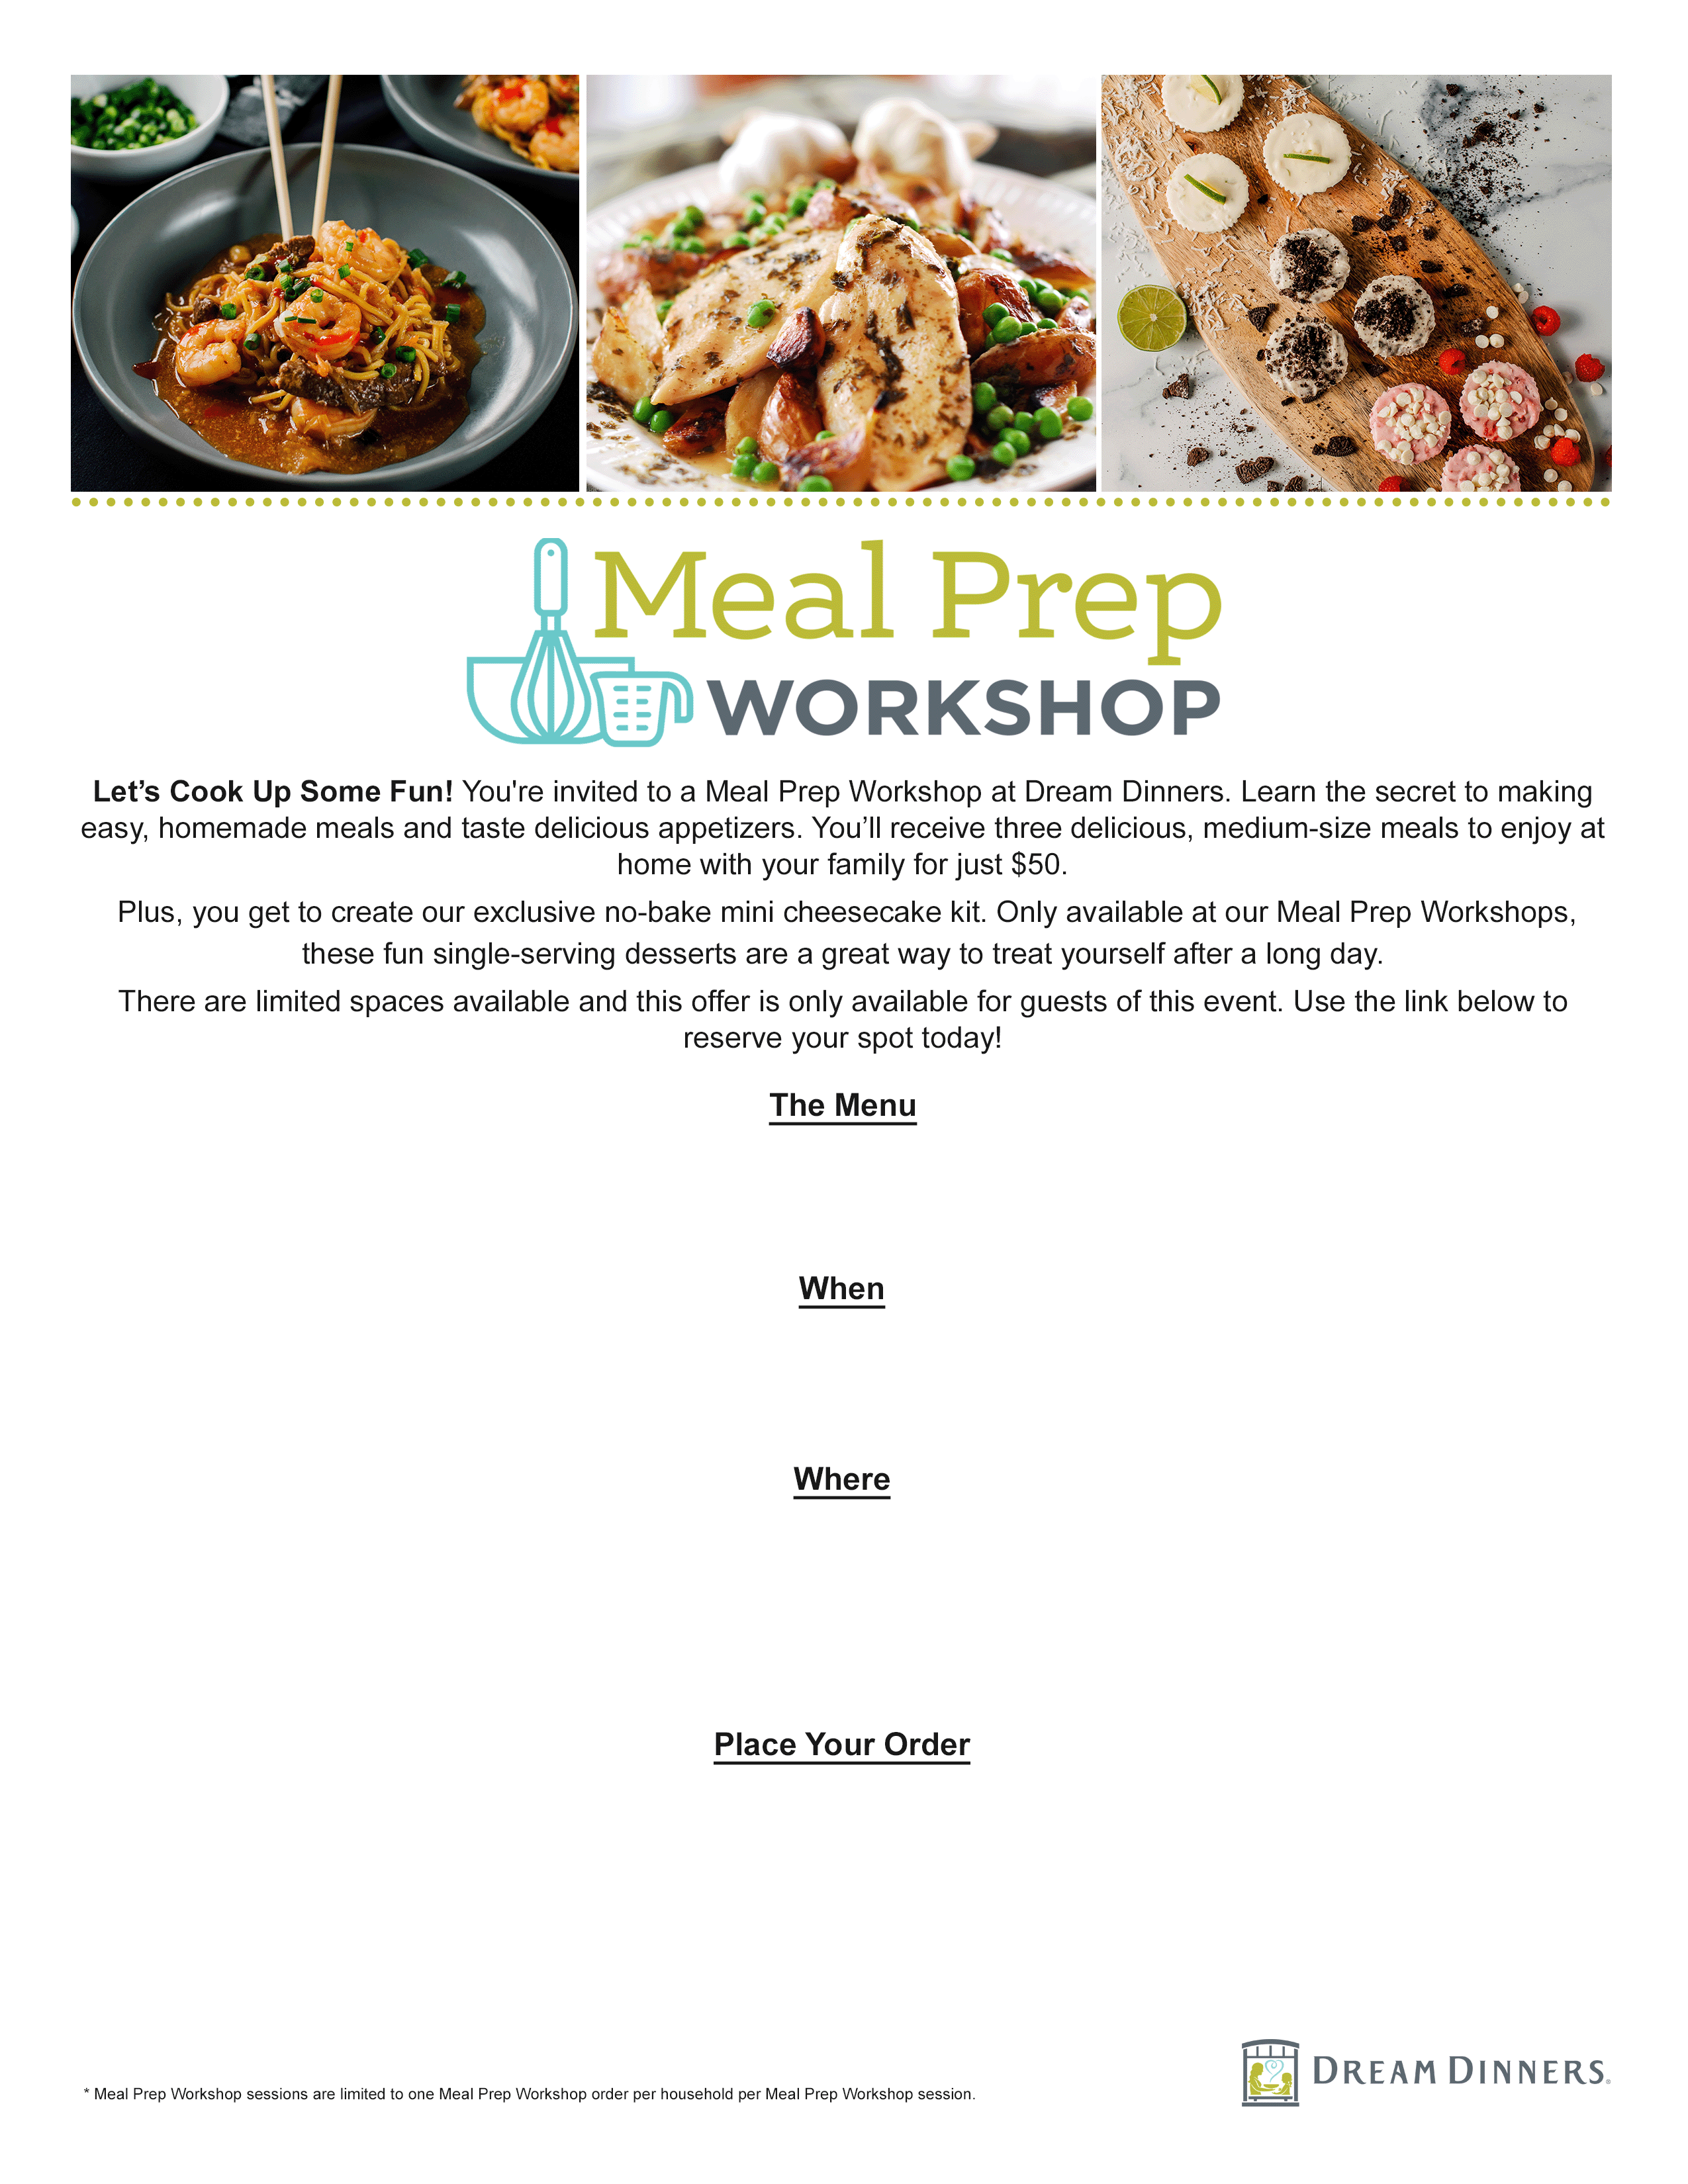 Meal Prep
WORKSHOP
Let’s Cook Up Some Fun! You're invited to a Meal Prep Workshop at Dream Dinners. Learn the secret to making
easy, homemade meals and taste delicious appetizers. You’ll receive three delicious, medium-size meals to enjoy at
home with your family for just $50.
Plus, you get to create our exclusive no-bake mini cheesecake kit. Only available at our Meal Prep Workshops,
these fun single-serving desserts are a great way to treat yourself after a long day.
There are limited spaces available and this offer is only available for guests of this event. Use the link below to
reserve your spot today!
The Menu
When
Where
Place Your Order
* Meal Prep Workshop sessions are limited to one Meal Prep Workshop order per household per Meal Prep Workshop session.
DREAM DINNERS®